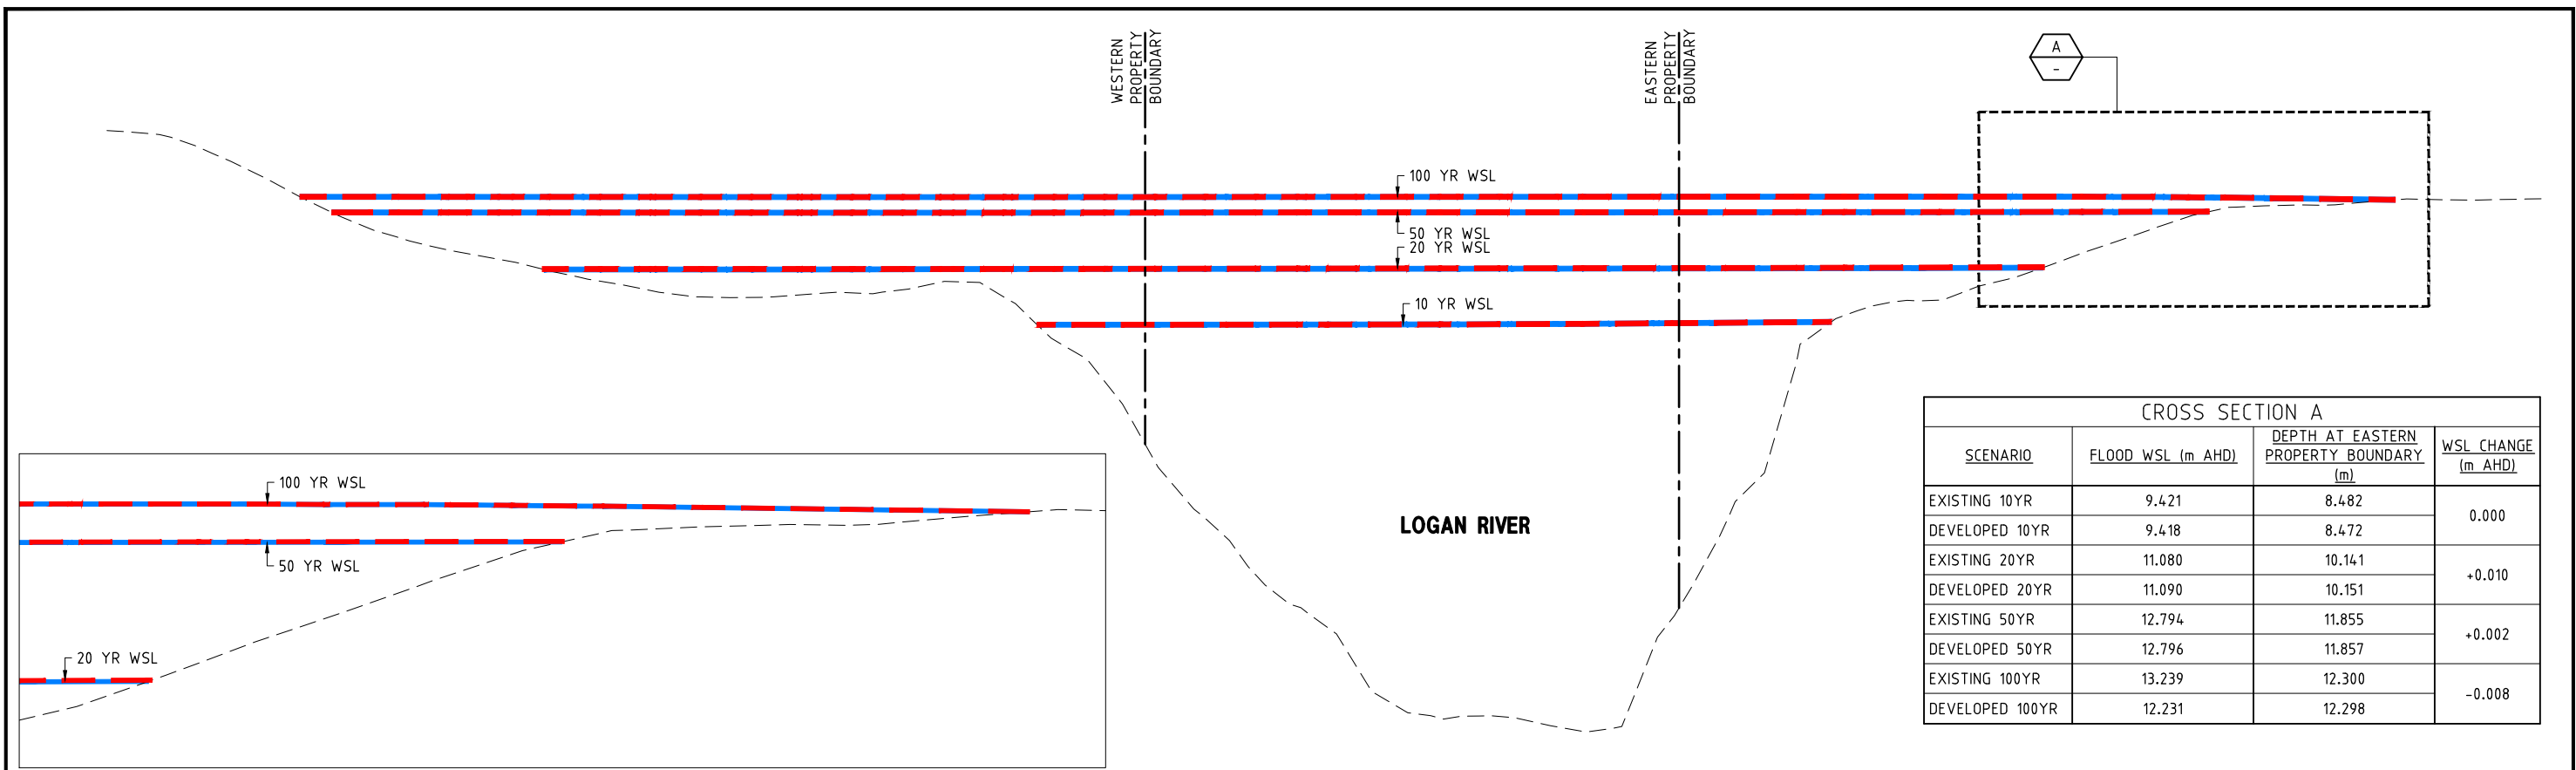 WESTERN
PROPERTY
BOUNDARY
EASTERN
PROPERTY
BOUNDARY
A
-
100 YR WSL
50 YR WSL
20 YR WSL
10 YR WSL
LOGAN RIVER
100 YR WSL
50 YR WSL
20 YR WSL
CROSS SECTION A
SCENARIO FLOOD WSL (m AHD) DEPTH AT EASTERN PROPERTY BOUNDARY (m) WSL CHANGE (m AHD)
EXISTING 10YR 9.421 8.482 0.000
DEVELOPED 10YR 9.418 8.472
EXISTING 20YR 11.080 10.141 +0.010
DEVELOPED 20YR 11.090 10.151
EXISTING 50YR 12.794 11.855 +0.002
DEVELOPED 50YR 12.796 11.857
EXISTING 100YR 13.239 12.300 -0.008
DEVELOPED 100YR 12.231 12.298